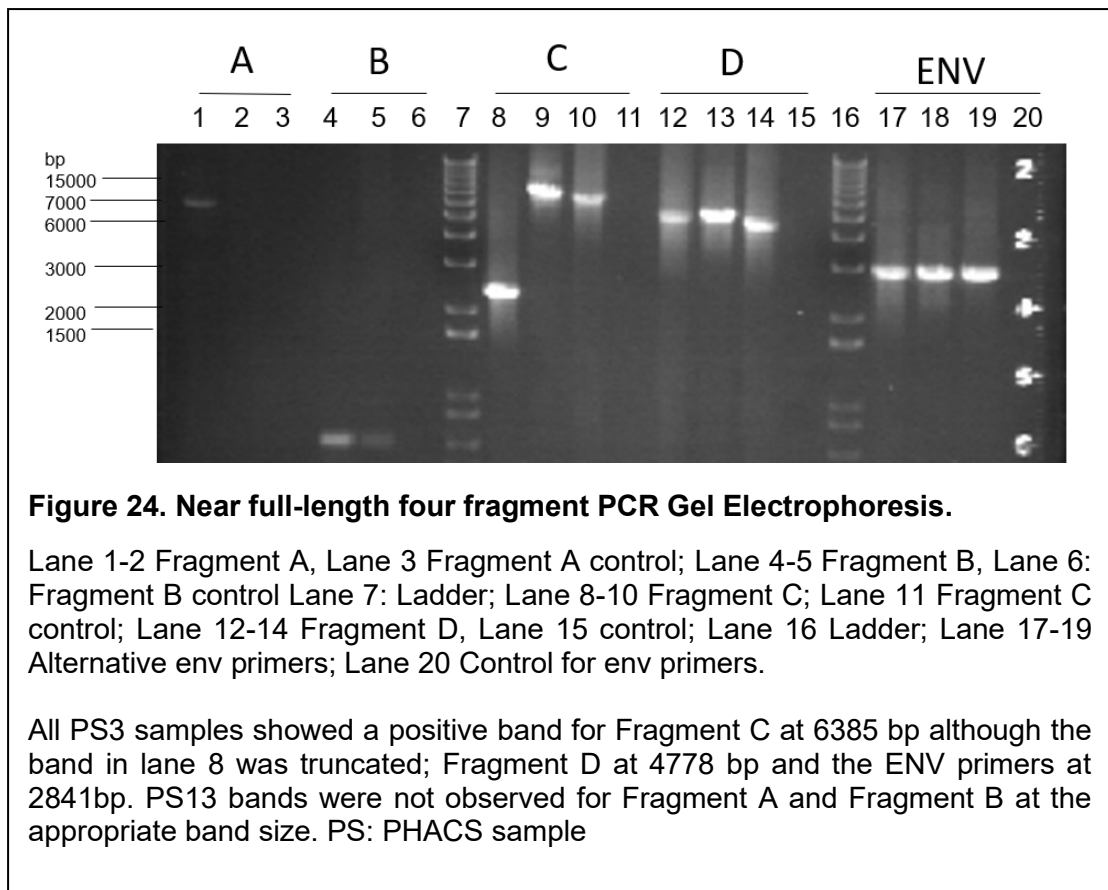 A B C D ENV
1 2 3 4 5 6 7 8 9 10 11 12 13 14 15 16 17 18 19 20
bp
15000
7000
6000
3000
2000
1500
2
5
6
Figure 24. Near full-length four fragment PCR Gel Electrophoresis.
Lane 1-2 Fragment A, Lane 3 Fragment A control; Lane 4-5 Fragment B, Lane 6:
Fragment B control Lane 7: Ladder; Lane 8-10 Fragment C; Lane 11 Fragment C
control; Lane 12-14 Fragment D, Lane 15 control; Lane 16 Ladder; Lane 17-19
Alternative env primers; Lane 20 Control for env primers.
All PS3 samples showed a positive band for Fragment C at 6385 bp although the
band in lane 8 was truncated; Fragment D at 4778 bp and the ENV primers at
2841bp. PS13 bands were not observed for Fragment A and Fragment B at the
appropriate band size. PS: PHACS sample